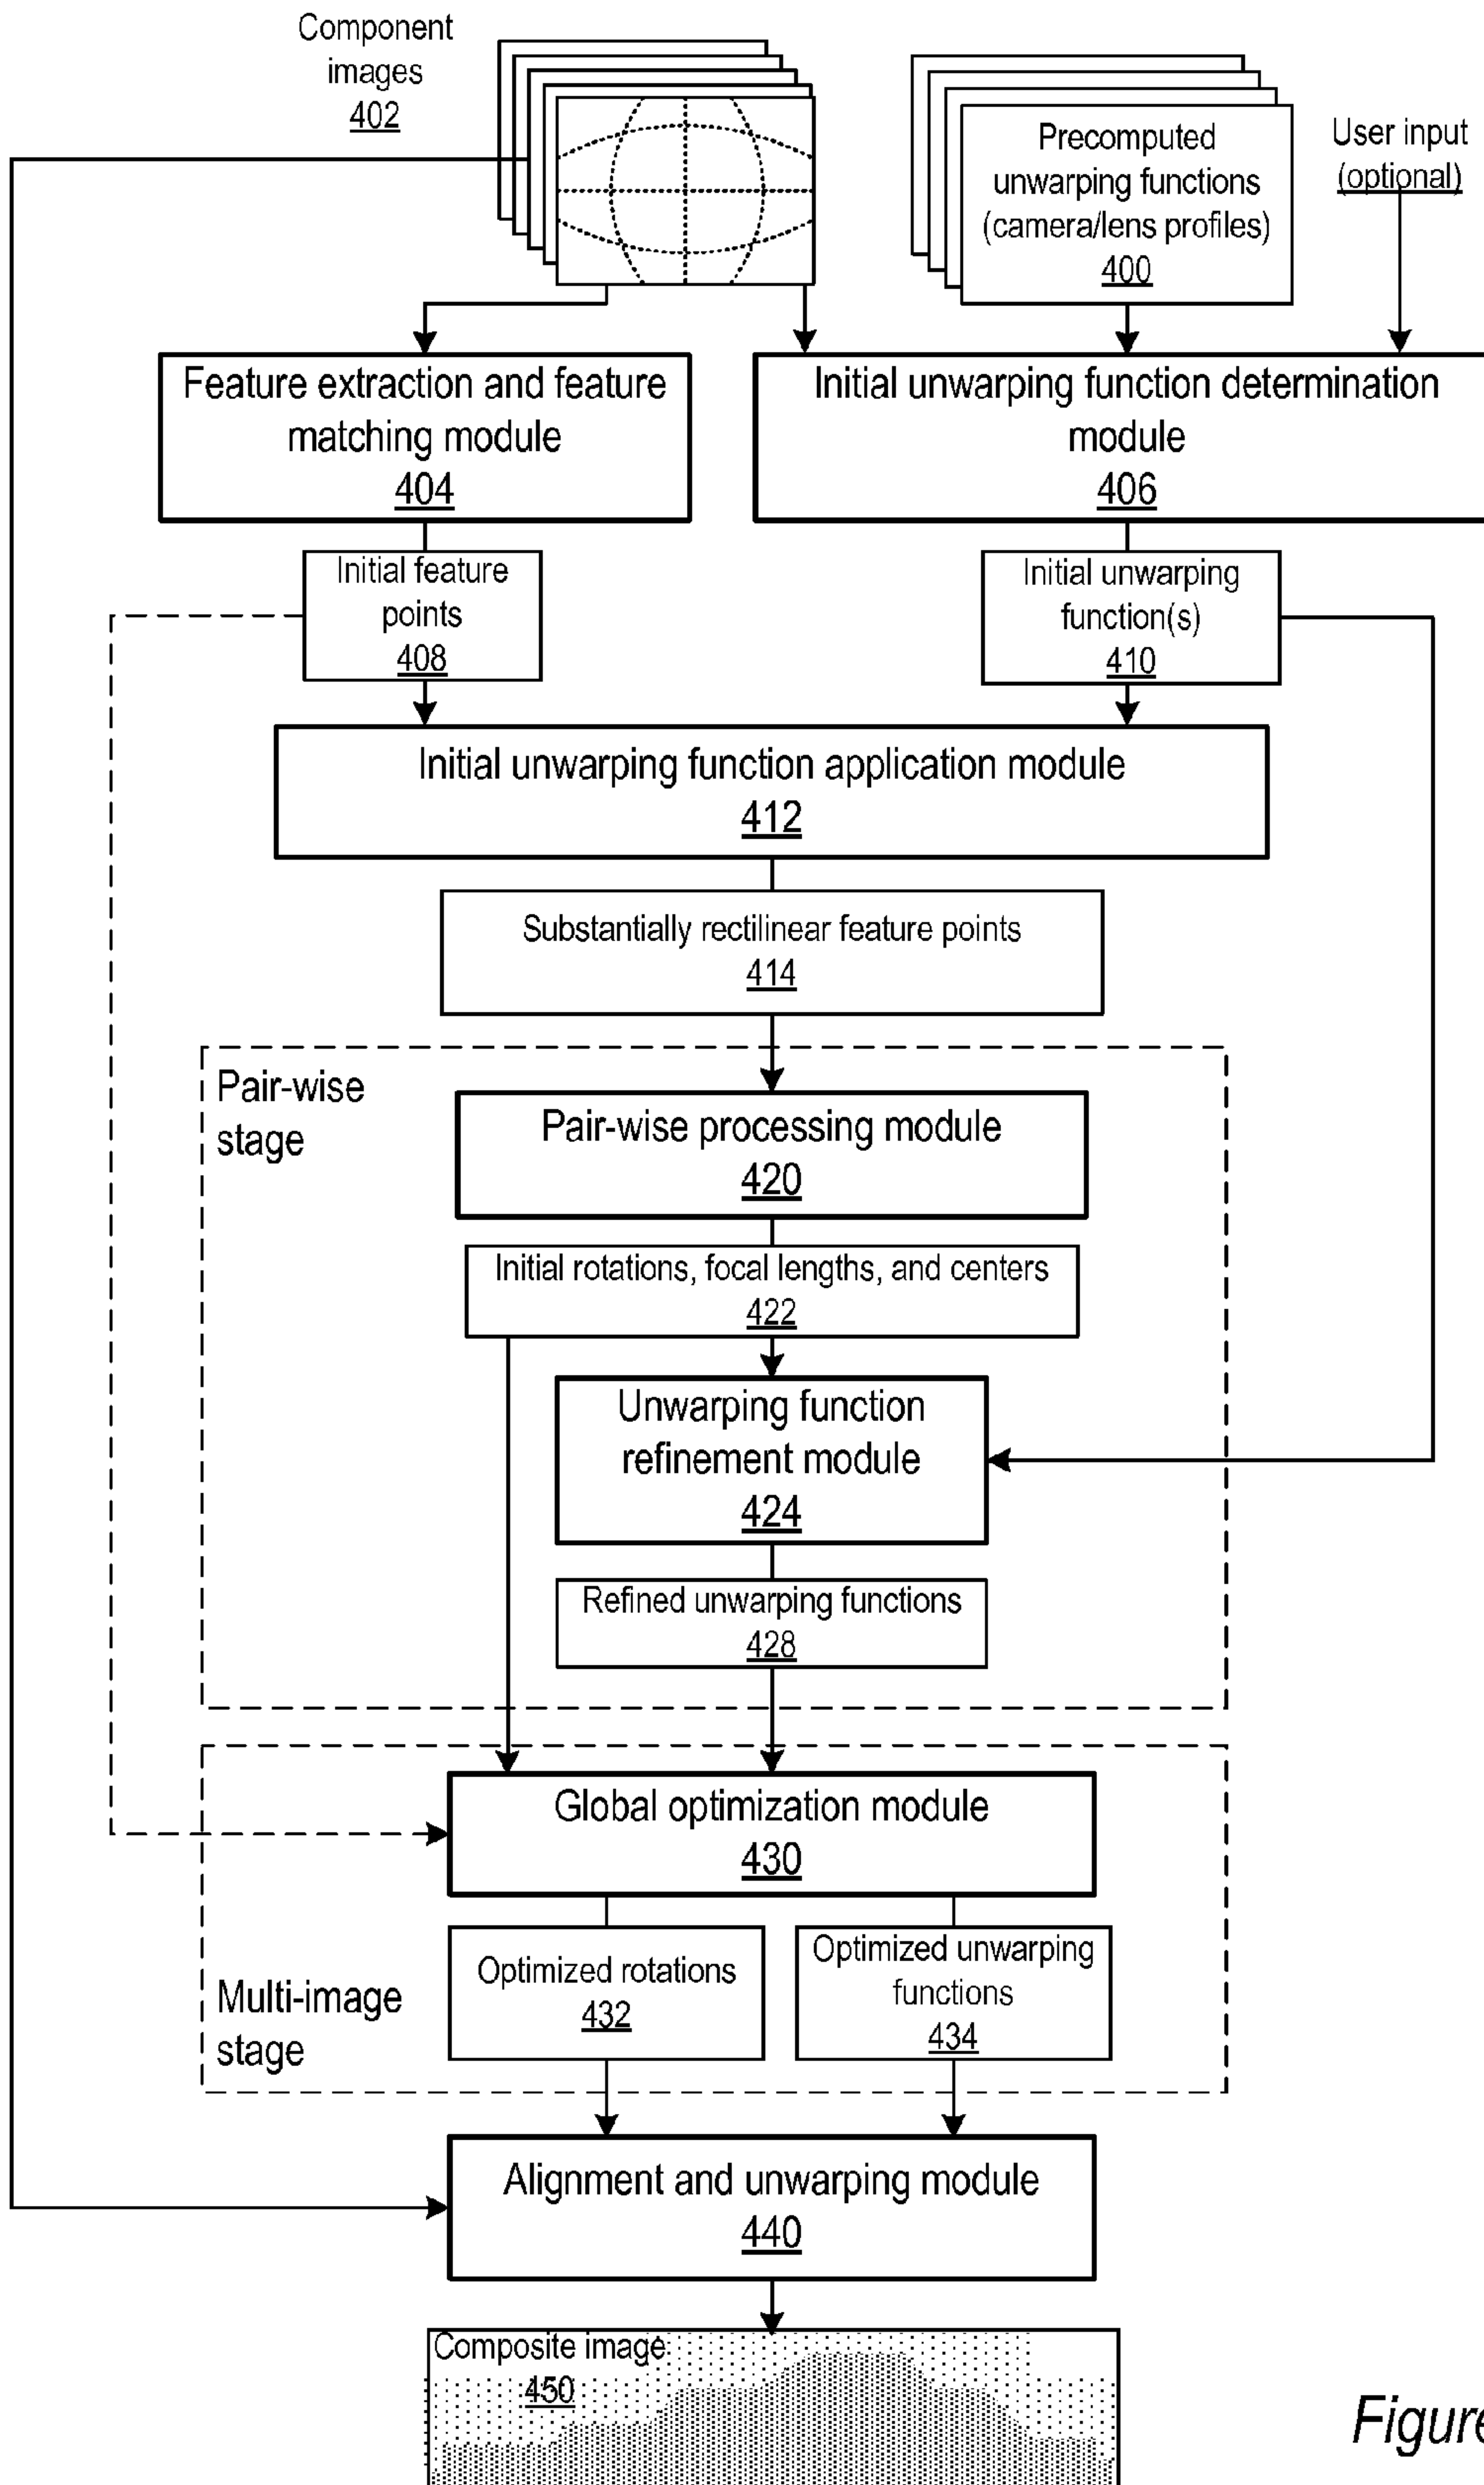 Component
images
402
Precomputed
unwarping functions
(camera/lens profiles)
400
User input
(optional)
Feature extraction and feature
matching module
404
Initial unwarping function determination
module
406
Initial feature
points
408
Initial unwarping
function(s)
410
Initial unwarping function application module
412
Substantially rectilinear feature points
414
Pair-wise
stage
Pair-wise processing module
420
Initial rotations, focal lengths, and centers
422
Unwarping function
refinement module
424
Refined unwarping functions
428
Global optimization module
430
Multi-image
stage
Optimized rotations
432
Optimized unwarping
functions
434
Alignment and unwarping module
440
Composite image
450
Figure